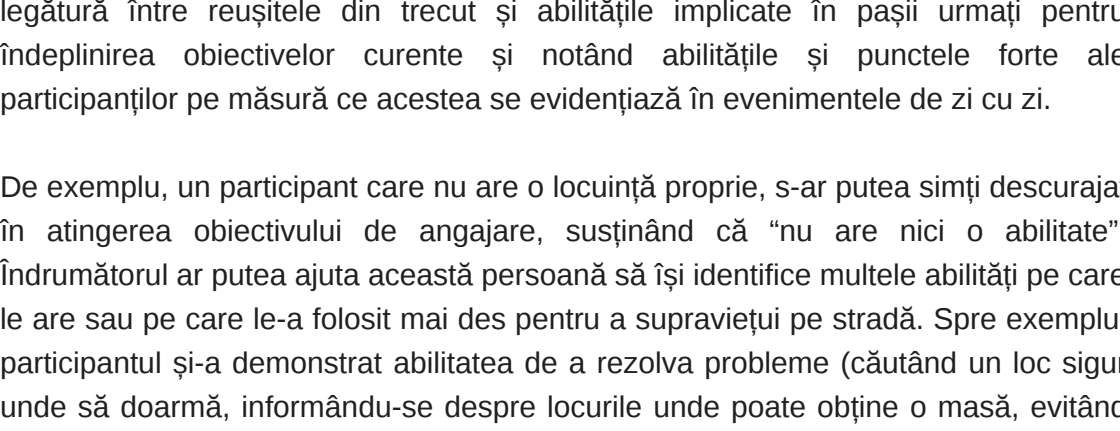 legătură între reușitele din trecut și abilitățile implicate în pașii urmați pentru
îndeplinirea obiectivelor curente și notând abilitățile și punctele forte ale
participanților pe măsură ce acestea se evidențiază în evenimentele de zi cu zi.
De exemplu, un participant care nu are o locuință proprie, s-ar putea simți descuraja
în atingerea obiectivului de angajare, susținând că “nu are nici o abilitate”
Îndrumătorul ar putea ajuta această persoană să își identifice multele abilități pe care
le are sau pe care le-a folosit mai des pentru a supraviețui pe stradă. Spre exemplu
participantul și-a demonstrat abilitatea de a rezolva probleme (căutând un loc sigur
unde să doarmă, informându-se despre locurile unde poate obține o masă, evitând